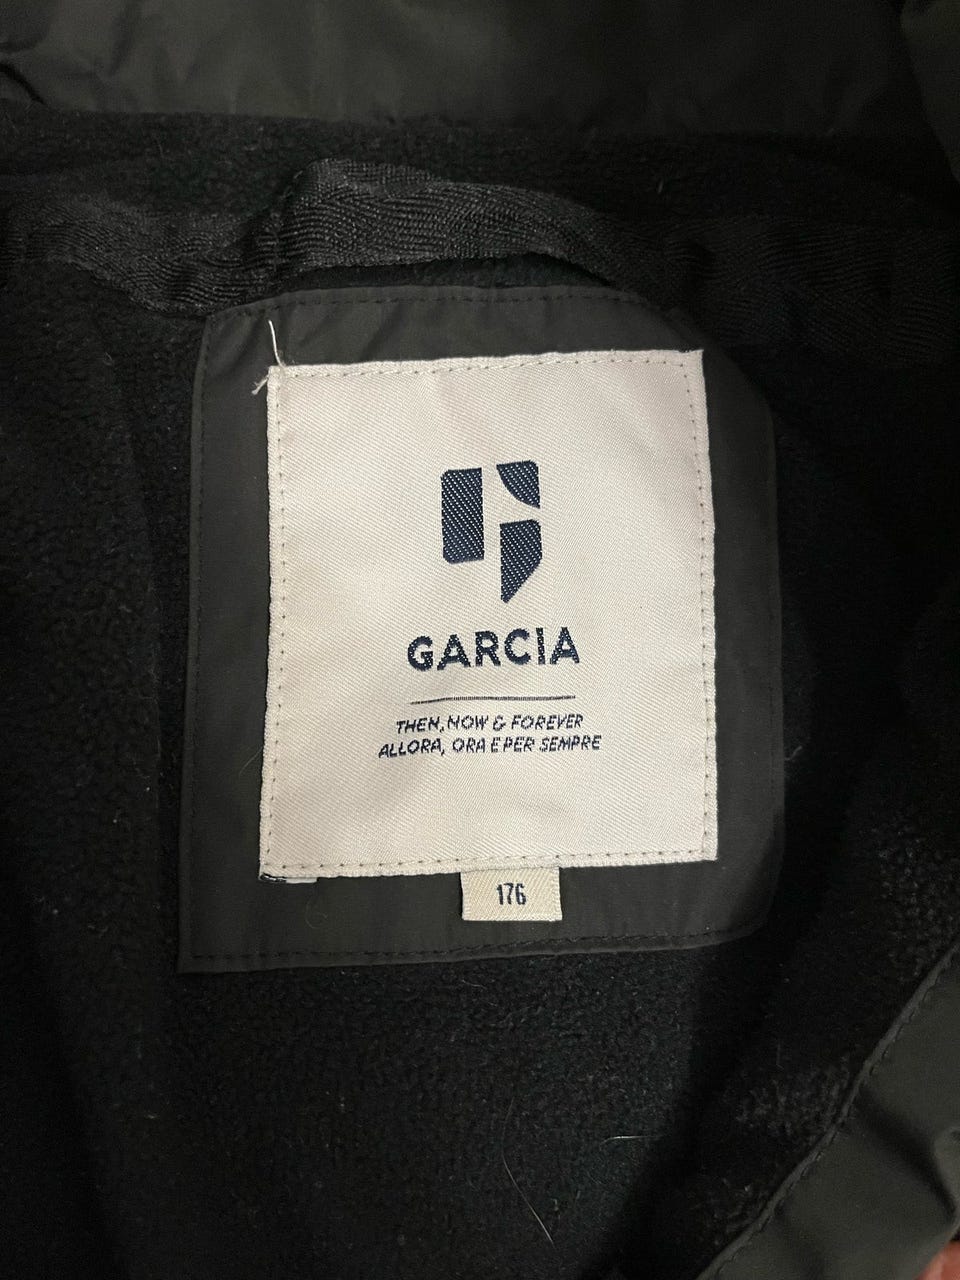 GARCIA
THEN, NOW & FOREVER
ALLORA, ORA E PER SEMPRE
176